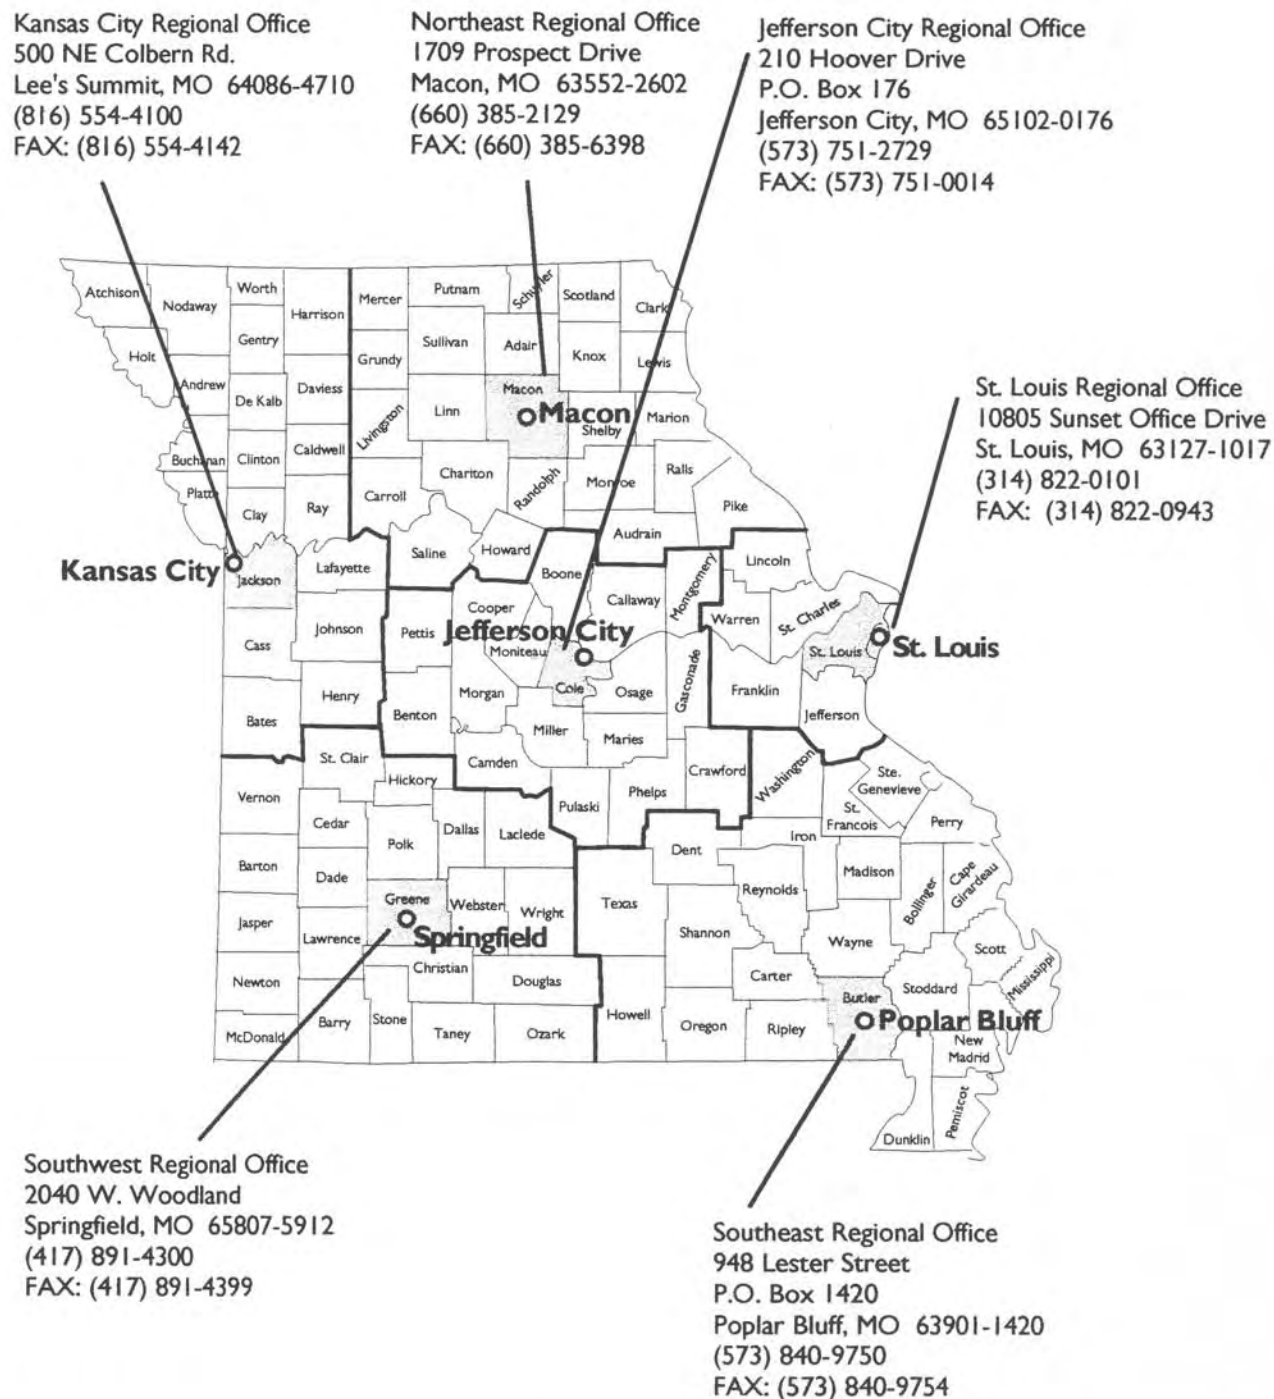 Kansas City Regional Office
500 NE Colbern Rd.
Lee's Summit, MO 64086-4710
(816) 554-4100
FAX: (816) 554-4142
Northeast Regional Office
1709 Prospect Drive
Macon, MO 63552-2602
(660) 385-2129
FAX: (660) 385-6398
Jefferson City Regional Office
210 Hoover Drive
P.O. Box 176
Jefferson City, MO 65102-0176
(573) 751-2729
FAX: (573) 751-0014
St. Louis Regional Office
10805 Sunset Office Drive
St. Louis, MO 63127-1017
(314) 822-0101
FAX: (314) 822-0943
Atchison
Nodaway
Worth
Harrison
Mercer
Putnam
Schuyler
Scotland
Clark
Holt
Gentry
Grundy
Sullivan
Adair
Knox
Lewis
Andrew
De Kalb
Daviess
Livingston
Linn
Macon
Macon
Shelby
Marion
Buchanan
Clinton
Caldwell
Chariton
Randolph
Monroe
Ralls
Platte
Clay
Ray
Carroll
Pike
Audrain
Kansas City
Jackson
Lafayette
Saline
Howard
Boone
Callaway
Montgomery
Lincoln
Warren
St. Charles
Cass
Johnson
Pettis
Cooper
Jefferson City
Moniteau
St. Louis
St. Louis
Bates
Henry
Benton
Morgan
Cole
Osage
Gasconade
Franklin
Jefferson
Miller
Maries
St. Clair
Hickory
Camden
Pulaski
Phelps
Crawford
Washington
Ste.
Genevieve
St.
Francois
Perry
Vernon
Cedar
Polk
Dallas
Laclede
Dent
Iron
Madison
Bollinger
Cape
Girardeau
Barton
Dade
Greene
Webster
Wright
Texas
Reynolds
Jasper
Lawrence
Springfield
Shannon
Wayne
Scott
Mississippi
Newton
Christian
Douglas
Howell
Carter
Butler
Stoddard
McDonald
Barry
Stone
Taney
Ozark
Oregon
Ripley
Poplar Bluff
New
Madrid
Pemiscot
Dunklin
Southwest Regional Office
2040 W. Woodland
Springfield, MO 65807-5912
(417) 891-4300
FAX: (417) 891-4399
Southeast Regional Office
948 Lester Street
P.O. Box 1420
Poplar Bluff, MO 63901-1420
(573) 840-9750
FAX: (573) 840-9754